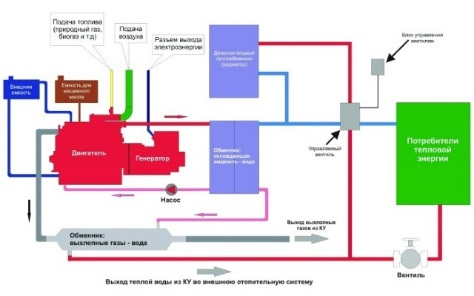 Подача топлива
(природный газ,
биогаз и т.д)
Подача
воздуха
Разъем выхода
электроэнергии
Дополнительный
теплообменник
(радиатор)
Блок управления
вентилем
Внешняя
емкость
Емкость для
машинного
масла
Управляемый
вентиль
Потребители
тепловой
энергии
Двигатель
Генератор
Обменник:
охлаждающая
жидкость - вода
Насос
Выход выхлопных
газов из КУ
Обменник:
выхлопные газы - вода
Вентиль
Выход теплой воды из КУ во внешнюю отопительную систему